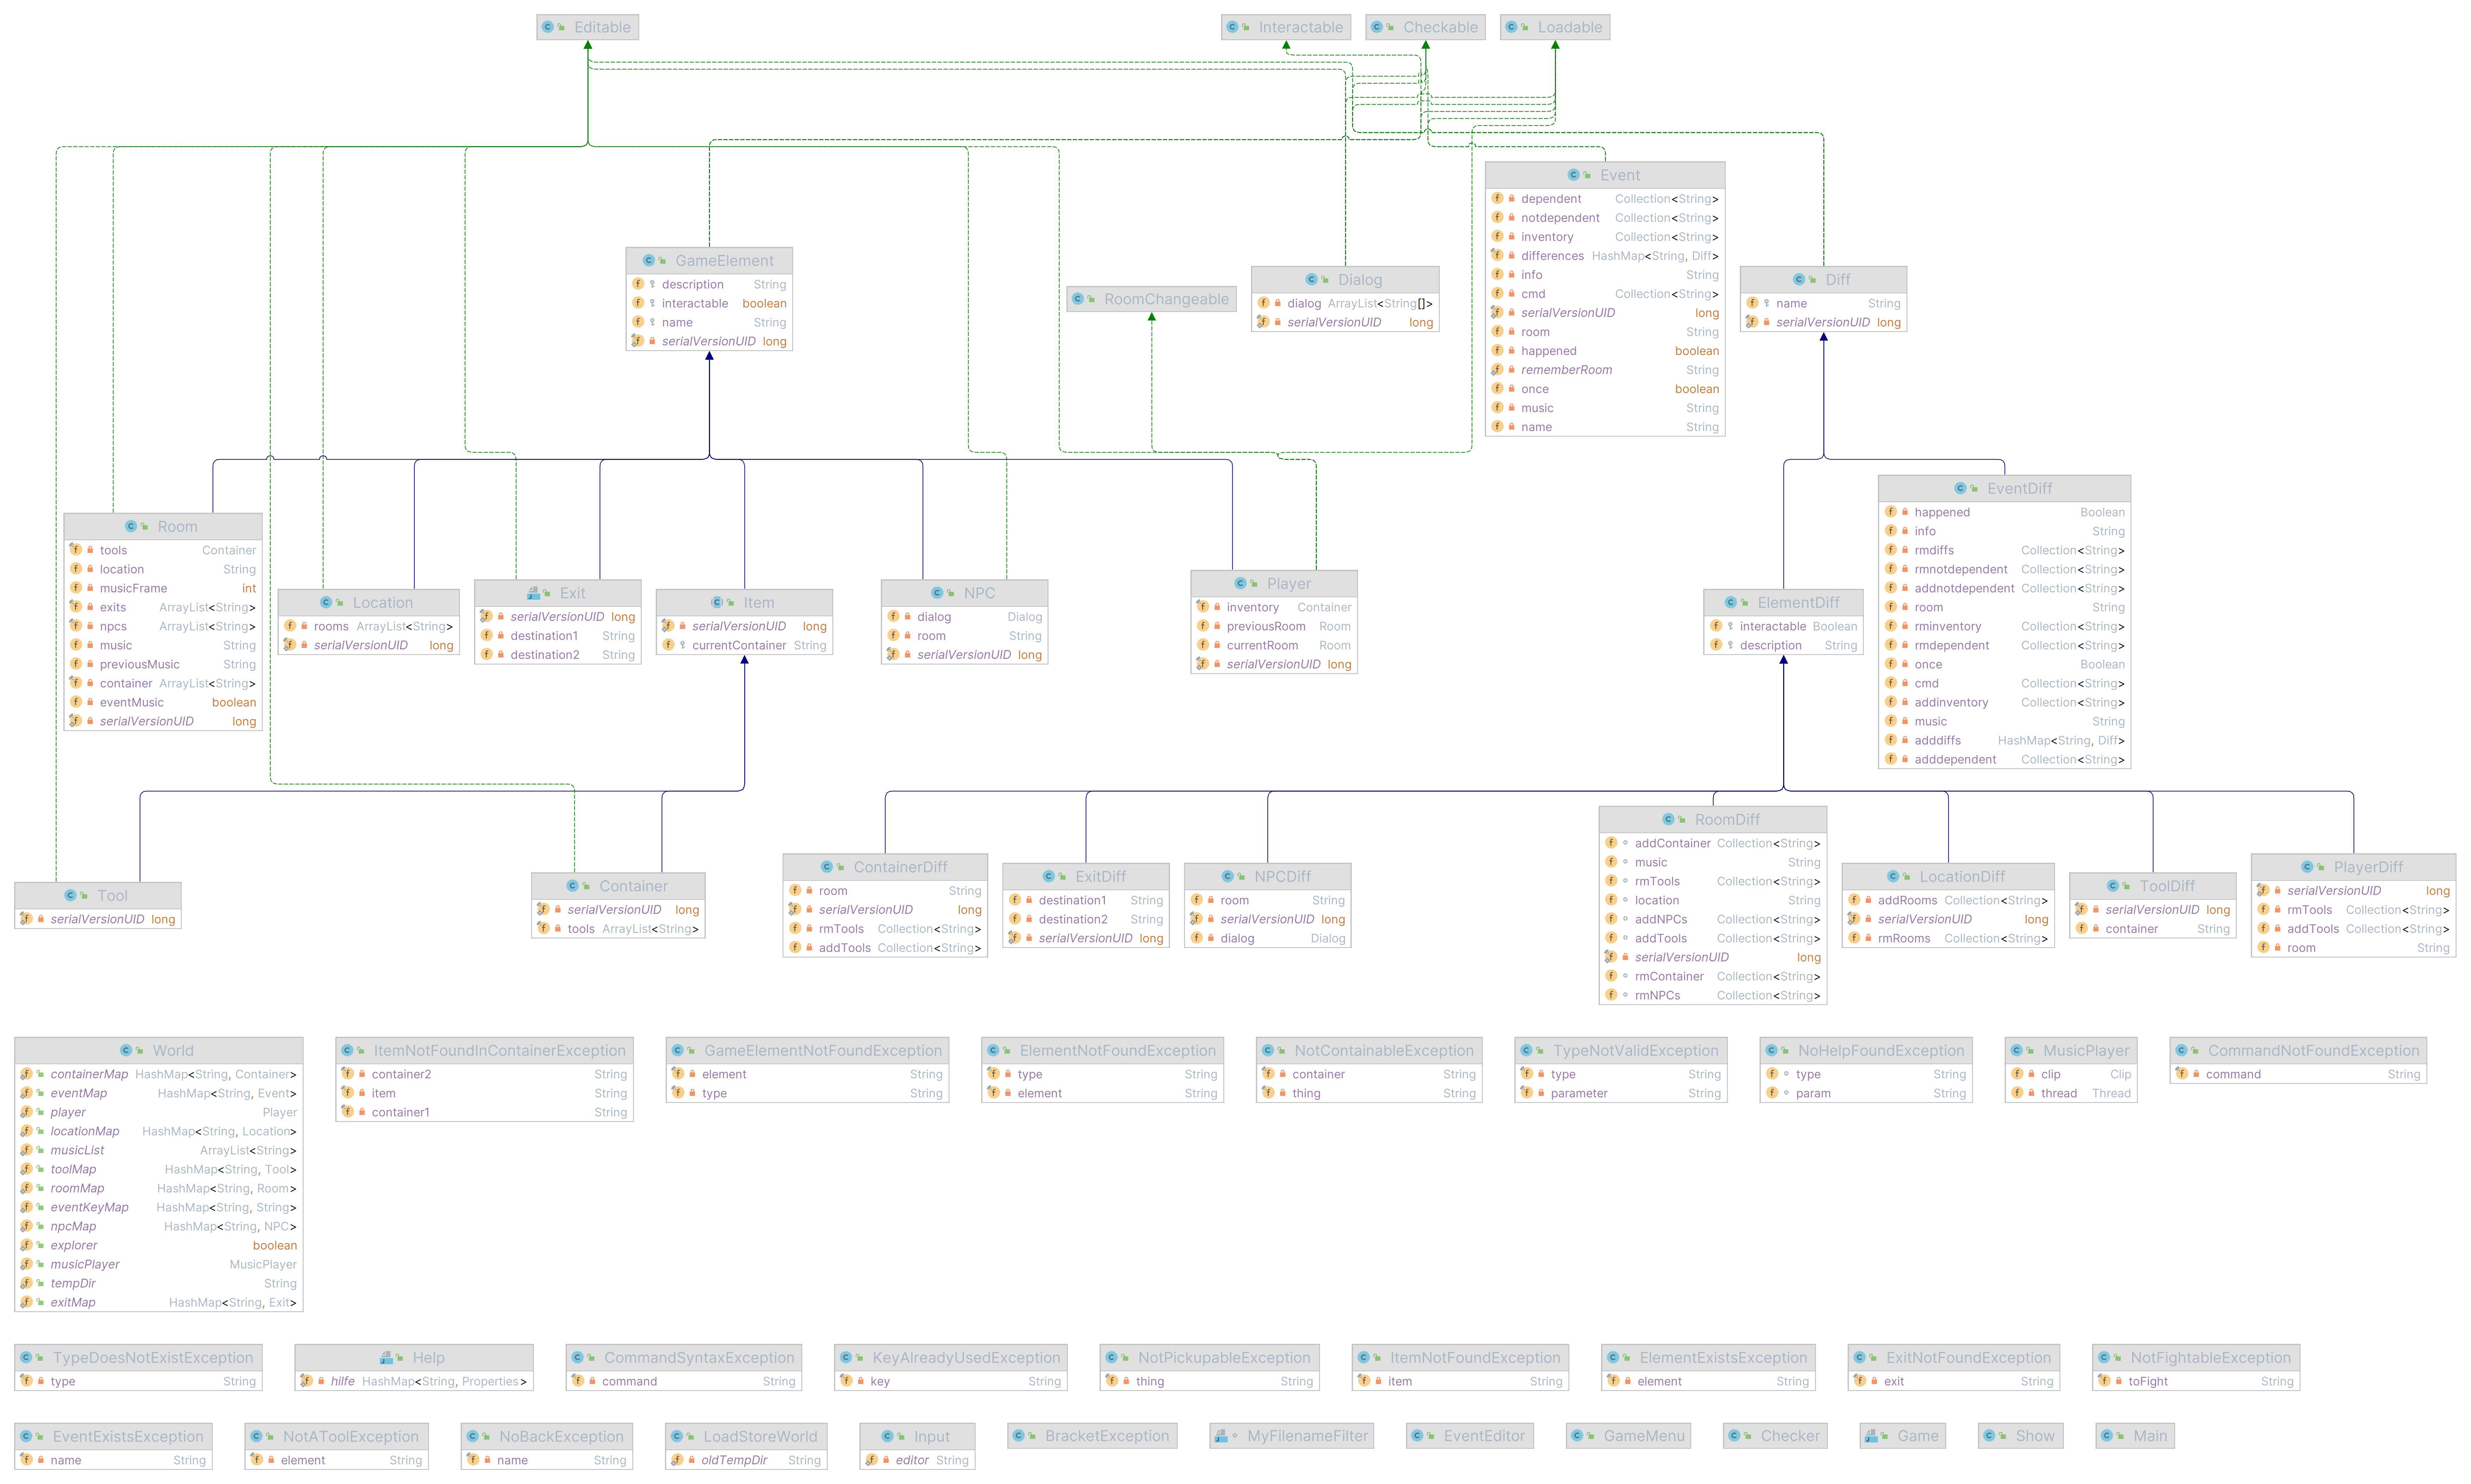 Editable
Interactable
Checkable
Loadable
Event
dependent Collection<String>
notdependent Collection<String>
inventory Collection<String>
differences HashMap<String, Diff>
info String
cmd Collection<String>
serialVersionUID long
room String
happened boolean
rememberRoom String
once boolean
music String
name String
GameElement
description String
interactable boolean
name String
serialVersionUID long
RoomChangeable
Dialog
dialog ArrayList<String[]>
serialVersionUID long
Diff
name String
serialVersionUID long
Room
tools Container
location String
musicFrame int
exits ArrayList<String>
npcs ArrayList<String>
music String
previousMusic String
container ArrayList<String>
eventMusic boolean
serialVersionUID long
Location
rooms ArrayList<String>
serialVersionUID long
Exit
serialVersionUID long
destination1 String
destination2 String
Item
serialVersionUID long
currentContainer String
NPC
dialog Dialog
room String
serialVersionUID long
Player
inventory Container
previousRoom Room
currentRoom Room
serialVersionUID long
ElementDiff
interactable Boolean
description String
EventDiff
happened Boolean
info String
rmdiffs Collection<String>
rmnotdependent Collection<String>
addnotdependent Collection<String>
room String
rminventory Collection<String>
rmdependent Collection<String>
once Boolean
cmd Collection<String>
addinventory Collection<String>
music String
adddiffs HashMap<String, Diff>
adddependent Collection<String>
Tool
serialVersionUID long
Container
serialVersionUID long
tools ArrayList<String>
ContainerDiff
room String
serialVersionUID long
rmTools Collection<String>
addTools Collection<String>
ExitDiff
destination1 String
destination2 String
serialVersionUID long
NPCDiff
room String
serialVersionUID long
dialog Dialog
RoomDiff
addContainer Collection<String>
music String
rmTools Collection<String>
location String
addNPCs Collection<String>
addTools Collection<String>
serialVersionUID long
rmContainer Collection<String>
rmNPCs Collection<String>
LocationDiff
addRooms Collection<String>
serialVersionUID long
rmRooms Collection<String>
ToolDiff
serialVersionUID long
container String
PlayerDiff
serialVersionUID long
rmTools Collection<String>
addTools Collection<String>
room String
World
containerMap HashMap<String, Container>
eventMap HashMap<String, Event>
player Player
locationMap HashMap<String, Location>
musicList ArrayList<String>
toolMap HashMap<String, Tool>
roomMap HashMap<String, Room>
eventKeyMap HashMap<String, String>
npcMap HashMap<String, NPC>
explorer boolean
musicPlayer MusicPlayer
tempDir String
exitMap HashMap<String, Exit>
ItemNotFoundInContainerException
container2 String
item String
container1 String
GameElementNotFoundException
element String
type String
ElementNotFoundException
type String
element String
NotContainableException
container String
thing String
TypeNotValidException
type String
parameter String
NoHelpFoundException
type String
param String
MusicPlayer
clip Clip
thread Thread
CommandNotFoundException
command String
TypeDoesNotExistException
type String
Help
hilfe HashMap<String, Properties>
CommandSyntaxException
command String
KeyAlreadyUsedException
key String
NotPickupableException
thing String
ItemNotFoundException
item String
ElementExistsException
element String
ExitNotFoundException
exit String
NotFightableException
toFight String
EventExistsException
name String
NotAToolException
element String
NoBackException
name String
LoadStoreWorld
oldTempDir String
Input
editor String
BracketException
MyFilenameFilter
EventEditor
GameMenu
Checker
Game
Show
Main